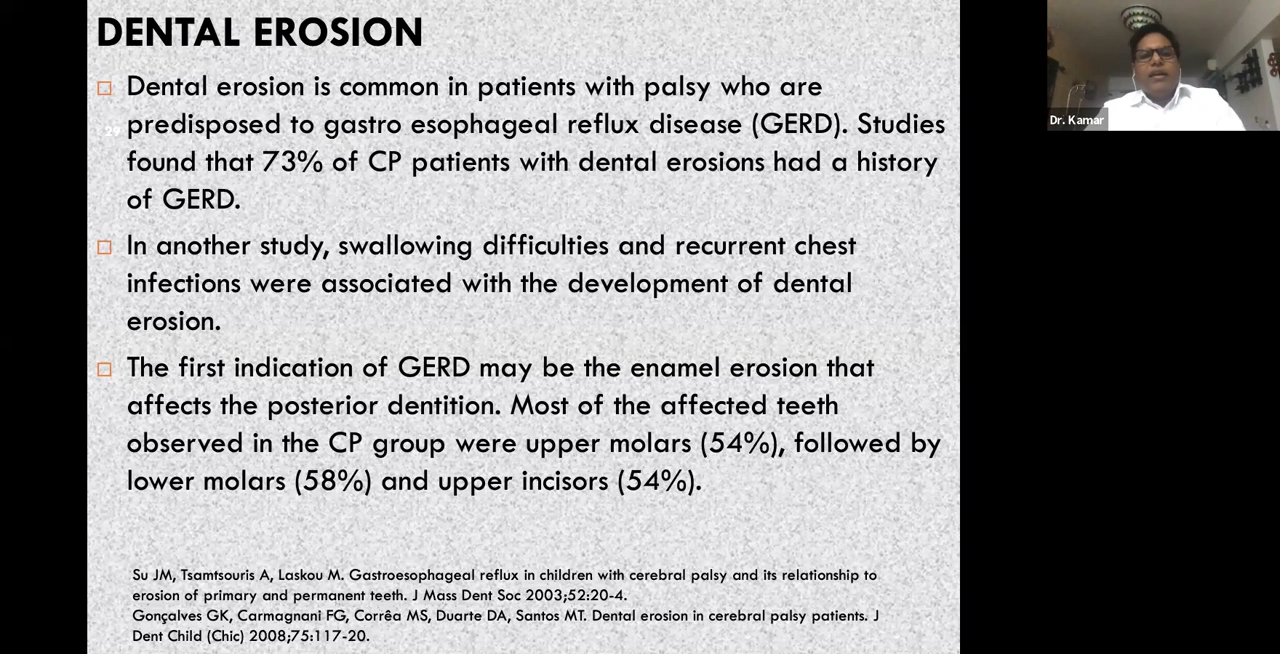 DENTAL EROSION
Dental erosion is common in patients with palsy who are
predisposed to gastro esophageal reflux disease (GERD). Studies
found that 73% of CP patients with dental erosions had a history
of GERD.
In another study, swallowing difficulties and recurrent chest
infections were associated with the development of dental
erosion.
The first indication of GERD may be the enamel erosion that
affects the posterior dentition. Most of the affected teeth
observed in the CP group were upper molars (54%), followed by
lower molars (58%) and upper incisors (54%).
Su JM, Tsamtsouris A, Laskou M. Gastroesophageal reflux in children with cerebral palsy and its relationship to
erosion of primary and permanent teeth. J Mass Dent Soc 2003;52:20-4.
Gonçalves GK, Carmagnani FG, Corrêa MS, Duarte DA, Santos MT. Dental erosion in cerebral palsy patients. J
Dent Child (Chic) 2008;75:117-20.
Dr. Kamar